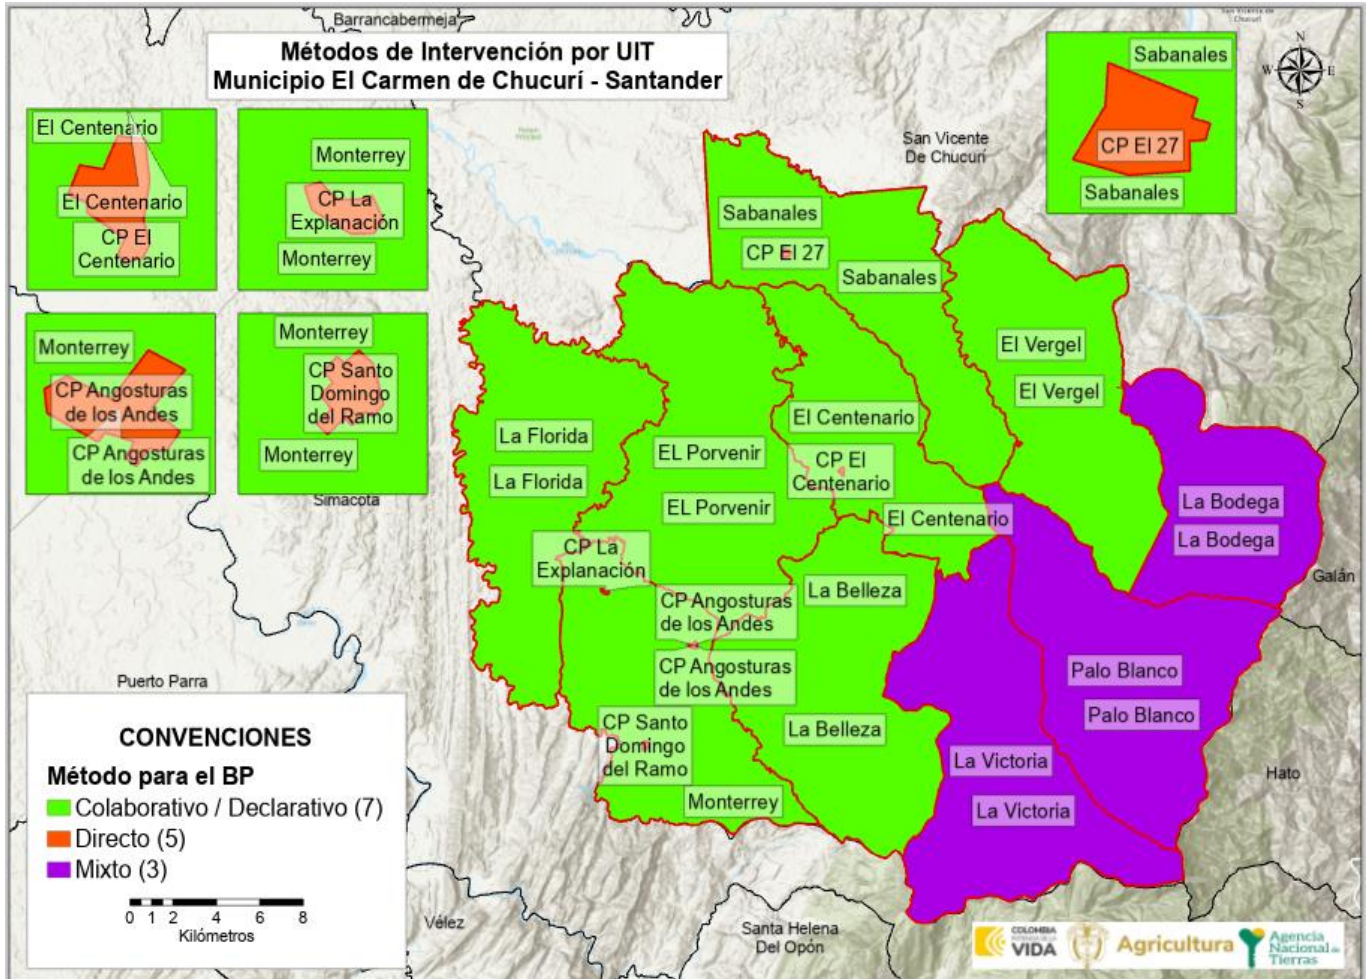 Barrancabermeja
Métodos de Intervención por UIT
Municipio El Carmen de Chucurí - Santander
San Vicente de
Chucurí
N
W
E
S
Sabanales
CP El 27
Sabanales
El Centenario
El Centenario
CP El
Centenario
Monterrey
CP La
Explanación
Monterrey
Monterrey
CP Angosturas
de los Andes
CP Angosturas
de los Andes
Monterrey
CP Santo
Domingo
del Ramo
Monterrey
Simacota
San Vicente
De Chucurí
Sabanales
CP El 27
Sabanales
El Vergel
El Vergel
La Florida
La Florida
EL Porvenir
EL Porvenir
El Centenario
CP El
Centenario
El Centenario
La Bodega
La Bodega
Galán
CP La
Explanación
CP Angosturas
de los Andes
CP Angosturas
de los Andes
La Belleza
La Belleza
Palo Blanco
Palo Blanco
La Victoria
La Victoria
CP Santo
Domingo
del Ramo
Monterrey
Hato
Puerto Parra
CONVENCIONES
Método para el BP
Colaborativo / Declarativo (7)
Directo (5)
Mixto (3)
0 1 2 4 6 8
Kilómetros
Vélez
Santa Helena
Del Opón
COLOMBIA
VIDA
Agricultura
Agencia
Nacional de
Tierras